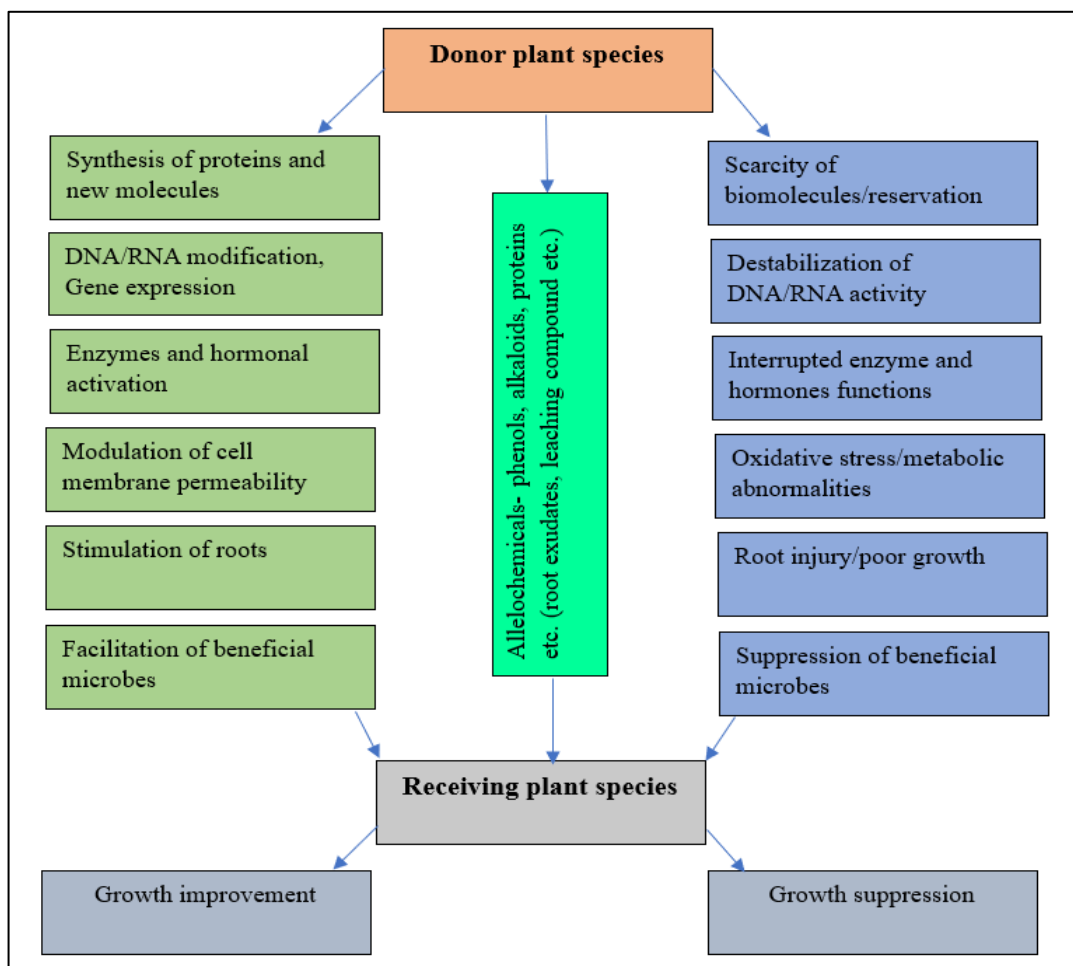 Donor plant species
Synthesis of proteins and
new molecules
DNA/RNA modification,
Gene expression
Enzymes and hormonal
activation
Modulation of cell
membrane permeability
Stimulation of roots
Facilitation of beneficial
microbes
Allelochemicals- phenols, alkaloids, proteins
etc. (root exudates, leaching compound etc.)
Scarcity of
biomolecules/reservation
Destabilization of
DNA/RNA activity
Interrupted enzyme and
hormones functions
Oxidative stress/metabolic
abnormalities
Root injury/poor growth
Suppression of beneficial
microbes
Receiving plant species
Growth improvement
Growth suppression